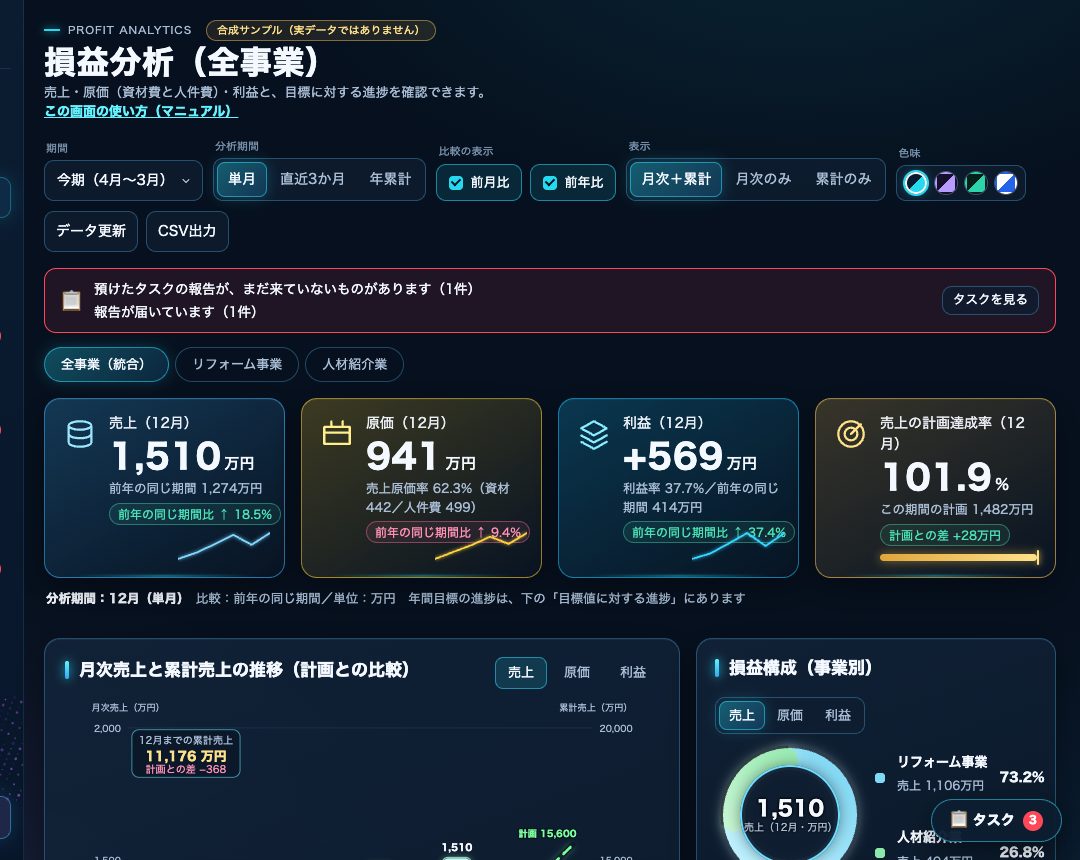 PROFIT ANALYTICS
合成サンプル（実データではありません）
損益分析（全事業）
売上・原価（資材費と人件費）・利益と、目標に対する進捗を確認できます。
この画面の使い方（マニュアル）
期間
分析期間
比較の表示
表示
色味
今期（4月〜3月）
単月
直近3か月
年累計
前月比
前年比
月次＋累計
月次のみ
累計のみ
データ更新
CSV出力
預けたタスクの報告が、まだ来ていないものがあります（1件）
報告が届いています（1件）
タスクを見る
全事業（統合）
リフォーム事業
人材紹介業
売上（12月）
1,510万円
前年の同じ期間 1,274万円
前年の同じ期間比 ↑ 18.5%
原価（12月）
941万円
売上原価率 62.3%（資材
442／人件費 499）
前年の同じ期間比 ↑ 9.4%
利益（12月）
+569万円
利益率 37.7%／前年の同じ
期間 414万円
前年の同じ期間比 ↑ 37.4%
売上の計画達成率（12
月）
101.9%
この期間の計画 1,482万円
計画との差 +28万円
分析期間：12月（単月） 比較：前年の同じ期間／単位：万円 年間目標の進捗は、下の「目標値に対する進捗」にあります
月次売上と累計売上の推移（計画との比較）
売上
原価
利益
月次売上（万円）
累計売上（万円）
2,000
20,000
12月までの累計売上
11,176 万円
計画との差 −368
計画 15,600
1,510
1,500
15,000
損益構成（事業別）
売上
原価
利益
1,510
売上（12月・万円）
リフォーム事業
売上 1,106万円
73.2%
人材紹介
26.8%
タスク 3